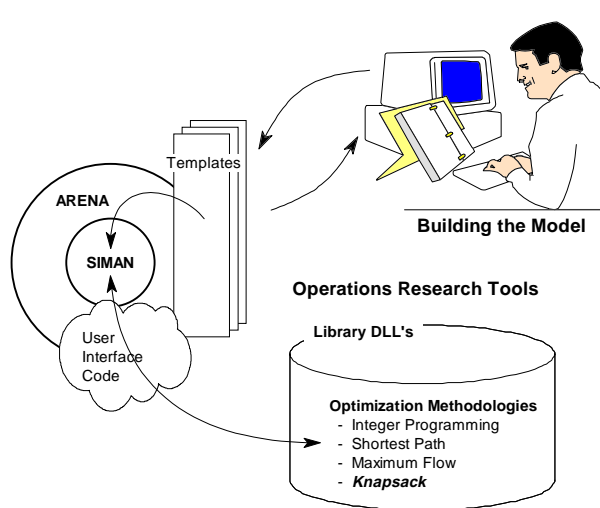 Templates
ARENA
SIMAN
User
Interface
Code
Building the Model
Operations Research Tools
Library DLL's
Optimization Methodologies
- Integer Programming
- Shortest Path
- Maximum Flow
- Knapsack